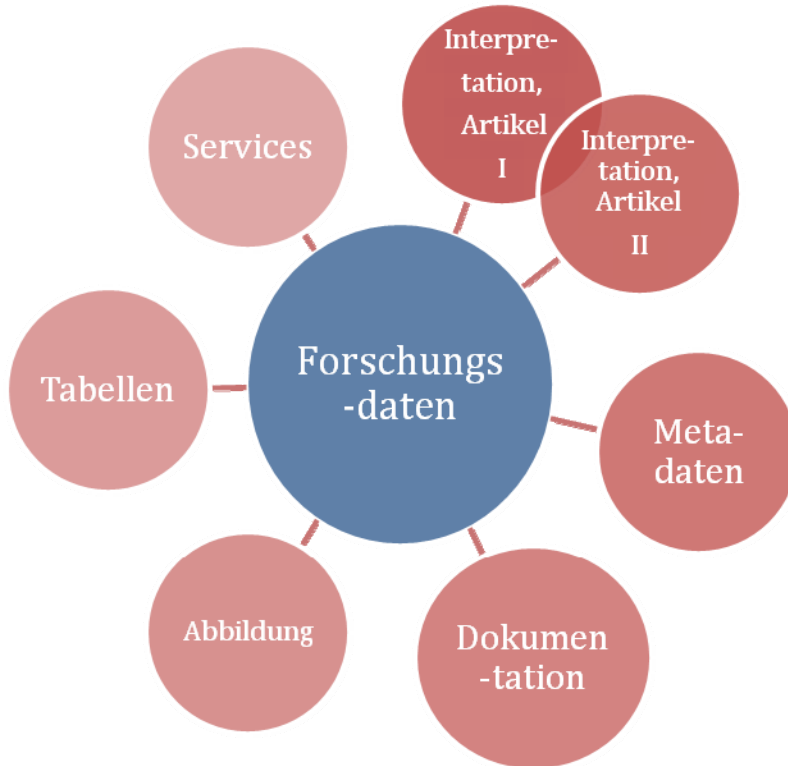 Interpre-
tation,
Artikel
I
Interpre-
tation,
Artikel
II
Services
Forschungs
-daten
Tabellen
Meta-
daten
Abbildung
Dokumen
-tation